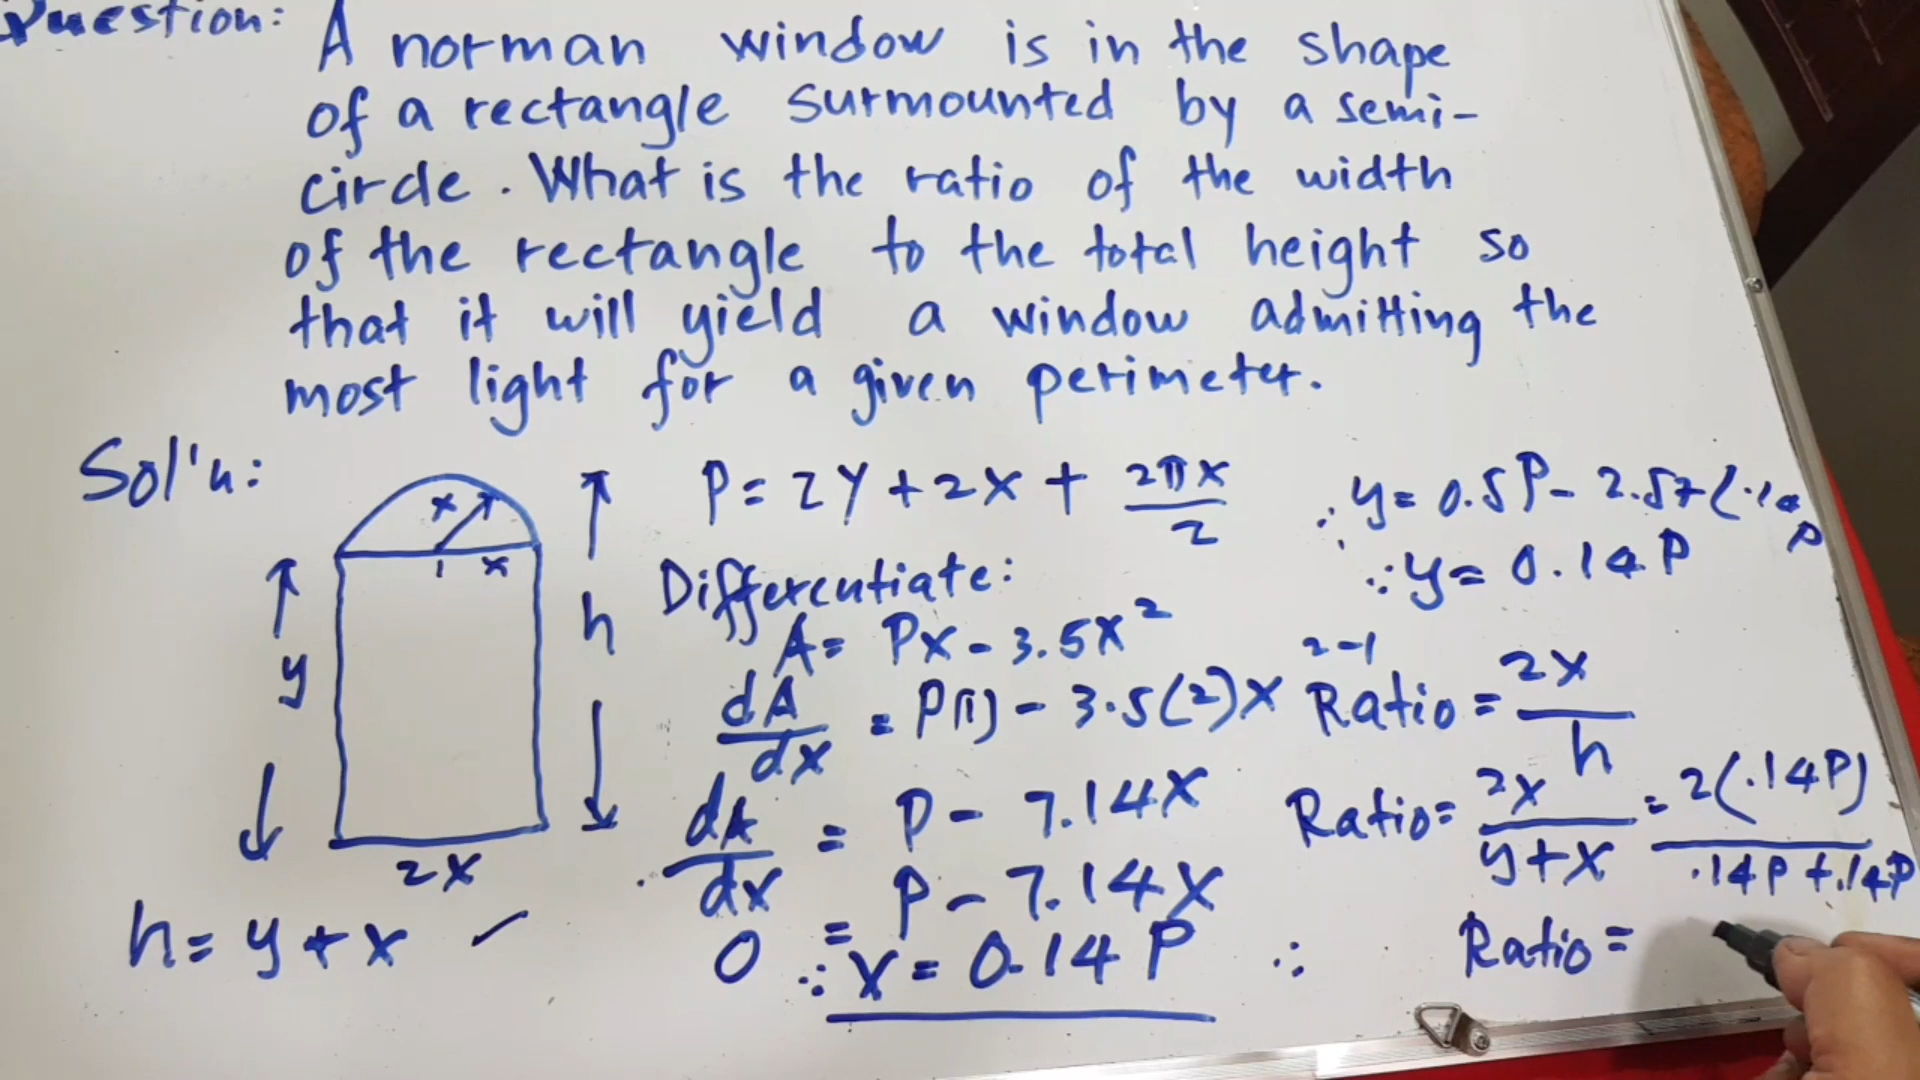 Question:
A norman window is in the shape
of a rectangle surmounted by a semi-
circle. What is the ratio of the width
of the rectangle to the total height so
that it will yield a window admitting the
most light for a given perimeter.
Sol'n:
x
x
y
h
2x
h = y + x
P = 2y + 2x + 2πx/2
Differentiate:
A = Px - 3.5x²
dA/dx = P(1) - 3.5(2)x 2-1
dA/dx = P - 7.14x
dx = P - 7.14x
0
∴ x = 0.14P
∴ y = 0.5P - 2.57(.14P
∴ y = 0.14P
Ratio = 2x/h
Ratio = 2x/y+x = 2(.14P)/.14P+.14P
∴ Ratio =